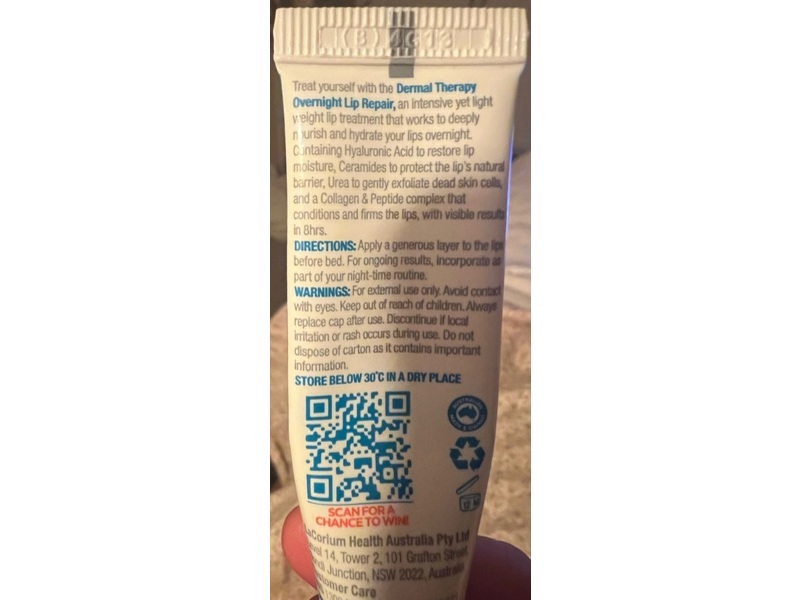 Treat yourself with the Dermal Therapy
Overnight Lip Repair, an intensive yet light
weight lip treatment that works to deeply
nourish and hydrate your lips overnight.
Containing Hyaluronic Acid to restore lip
moisture, Ceramides to protect the lip's natural
barrier, Urea to gently exfoliate dead skin cells,
and a Collagen & Peptide complex that
conditions and firms the lips, with visible results
in 8hrs.
DIRECTIONS: Apply a generous layer to the lips
before bed. For ongoing results, incorporate as
part of your night-time routine.
WARNINGS: For external use only. Avoid contact
with eyes. Keep out of reach of children. Always
replace cap after use. Discontinue if local
irritation or rash occurs during use. Do not
dispose of carton as it contains important
information.
STORE BELOW 30°C IN A DRY PLACE
SCAN FOR A
CHANCE TO WIN!
LaCorium Health Australia Pty Ltd
Level 14, Tower 2, 101 Grafton Street,
Junction, NSW 2022, Australia
Customer Care